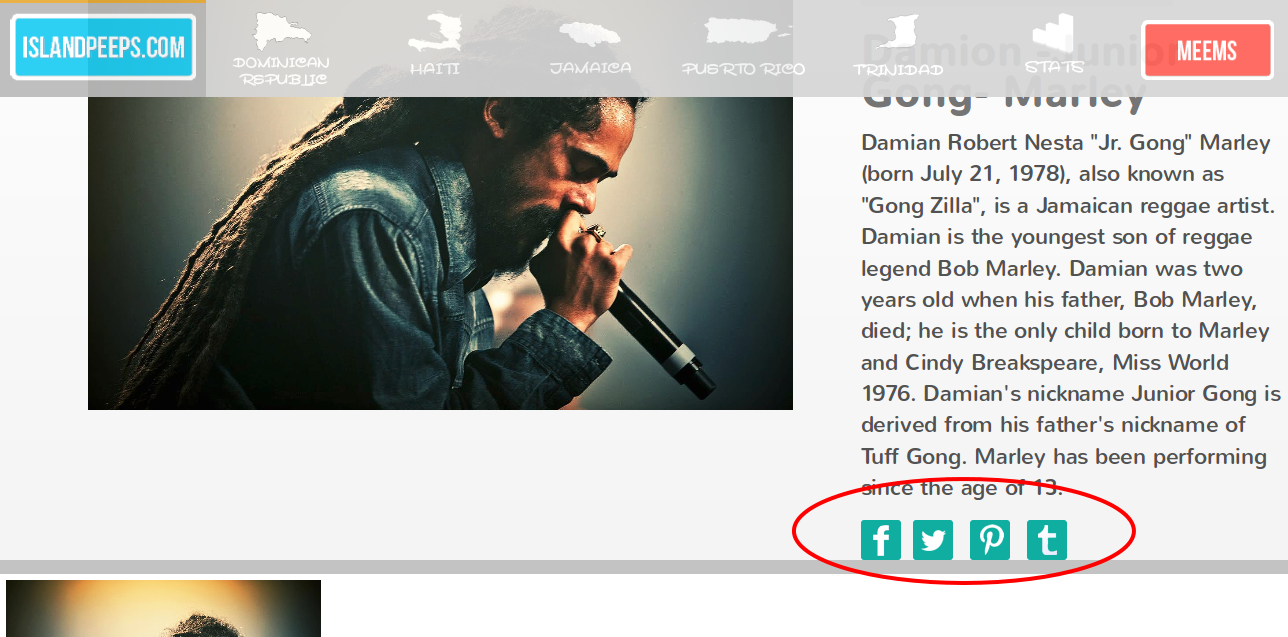 ISLANDPEEPS.COM
DOMINICAN
REPUBLIC
HAITI
JAMAICA
PUERTO RICO
TRINIDAD
STATS
MEEMS
Damion -Junior
Gong- Marley
Damian Robert Nesta "Jr. Gong" Marley
(born July 21, 1978), also known as
"Gong Zilla", is a Jamaican reggae artist.
Damian is the youngest son of reggae
legend Bob Marley. Damian was two
years old when his father, Bob Marley,
died; he is the only child born to Marley
and Cindy Breakspeare, Miss World
1976. Damian's nickname Junior Gong is
derived from his father's nickname of
Tuff Gong. Marley has been performing
since the age of 13.